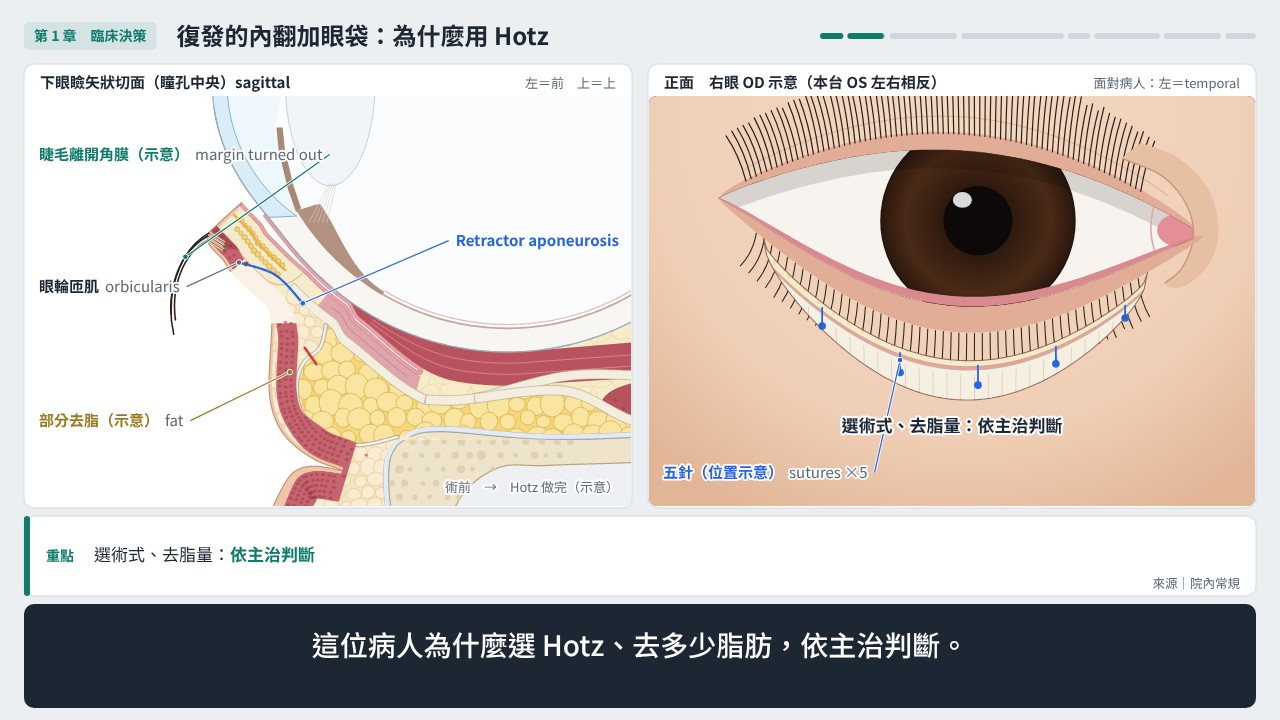 第 1 章　臨床決策
復發的內翻加眼袋：為什麼用 Hotz
下眼瞼矢狀切面（瞳孔中央）sagittal
左＝前　上＝上
睫毛離開角膜（示意） margin turned out
Retractor aponeurosis
眼輪匝肌 orbicularis
部分去脂（示意） fat
術前　→　Hotz 做完（示意）
正面　右眼 OD 示意（本台 OS 左右相反）
面對病人：左＝temporal
選術式、去脂量：依主治判斷
五針（位置示意） sutures ×5
重點　選術式、去脂量：依主治判斷
來源｜院內常規
這位病人為什麼選 Hotz、去多少脂肪，依主治判斷。